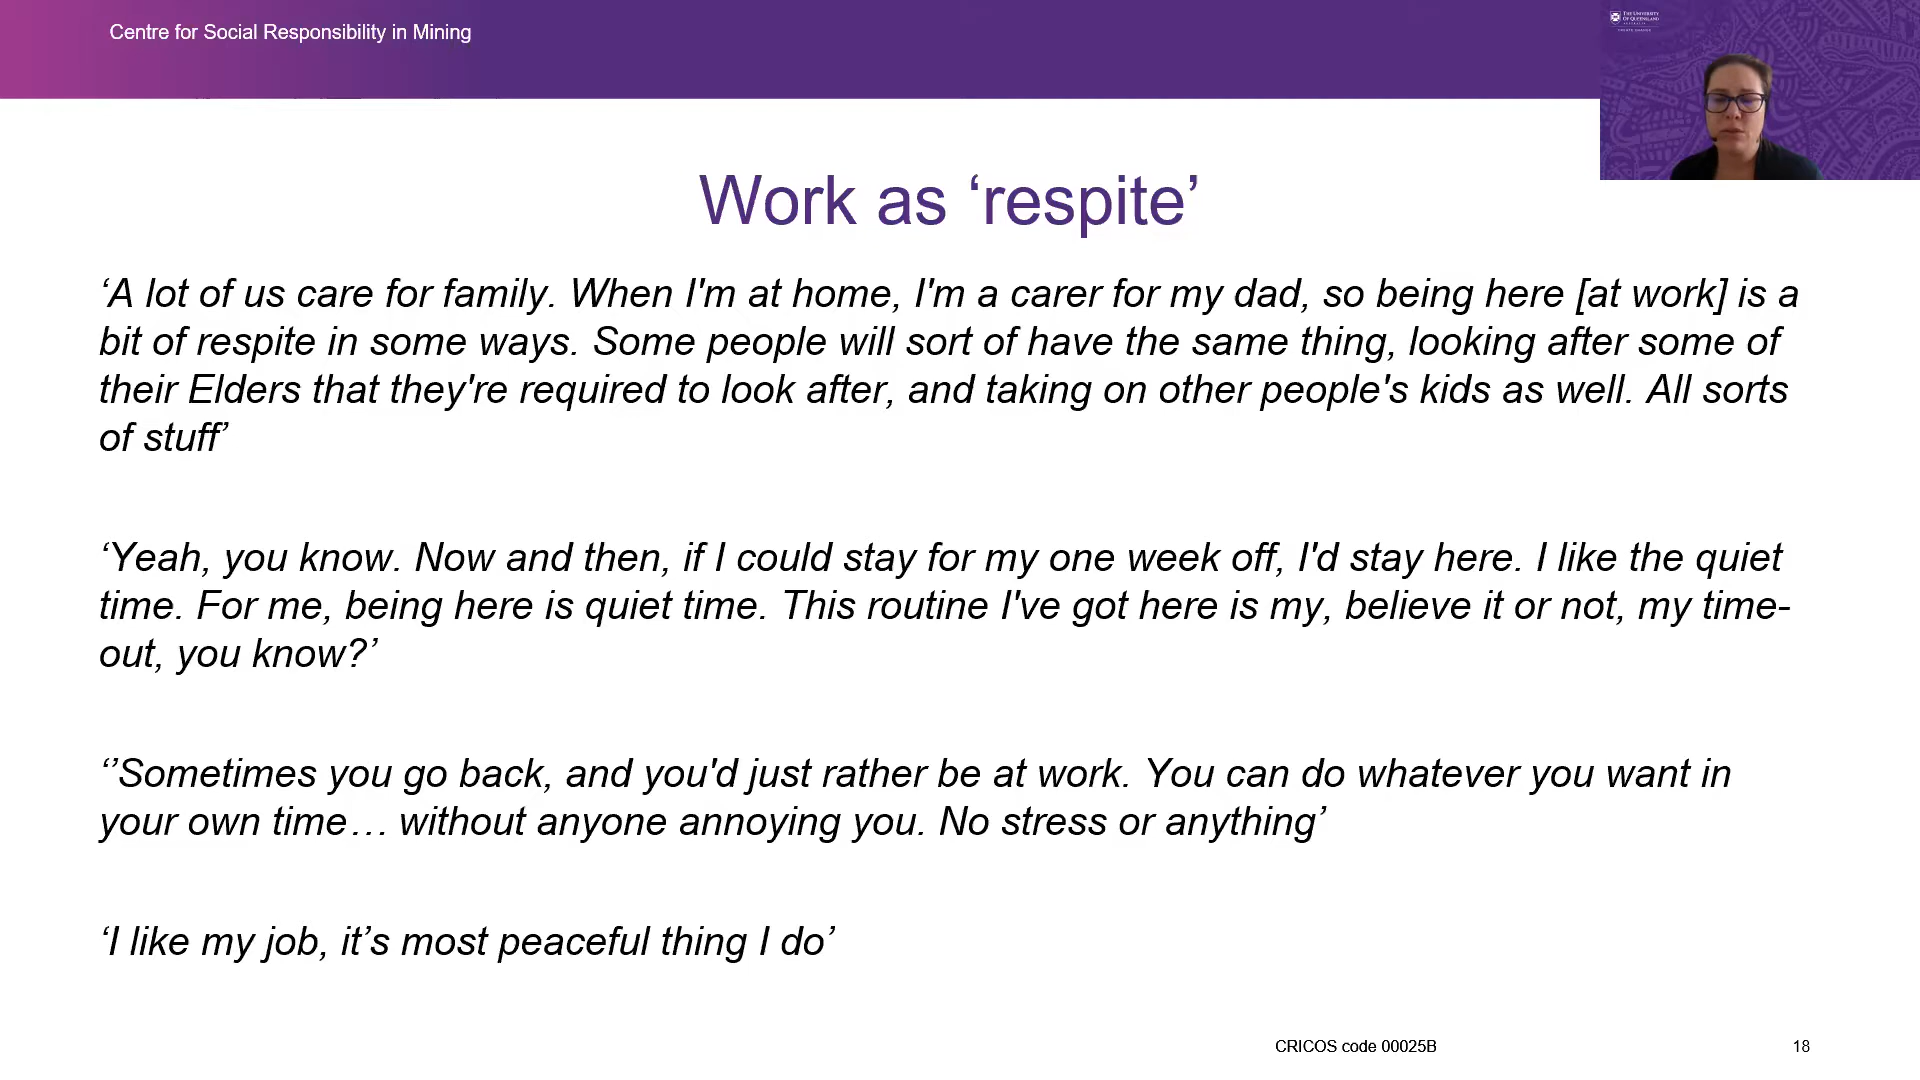 Centre for Social Responsibility in Mining
THE UNIVERSITY
OF QUEENSLAND
AUSTRALIA
CREATE CHANGE
Work as ‘respite’
‘A lot of us care for family. When I'm at home, I'm a carer for my dad, so being here [at work] is a
bit of respite in some ways. Some people will sort of have the same thing, looking after some of
their Elders that they're required to look after, and taking on other people's kids as well. All sorts
of stuff’
‘Yeah, you know. Now and then, if I could stay for my one week off, I'd stay here. I like the quiet
time. For me, being here is quiet time. This routine I've got here is my, believe it or not, my time-
out, you know?’
‘’Sometimes you go back, and you'd just rather be at work. You can do whatever you want in
your own time… without anyone annoying you. No stress or anything’
‘I like my job, it’s most peaceful thing I do’
CRICOS code 00025B
18